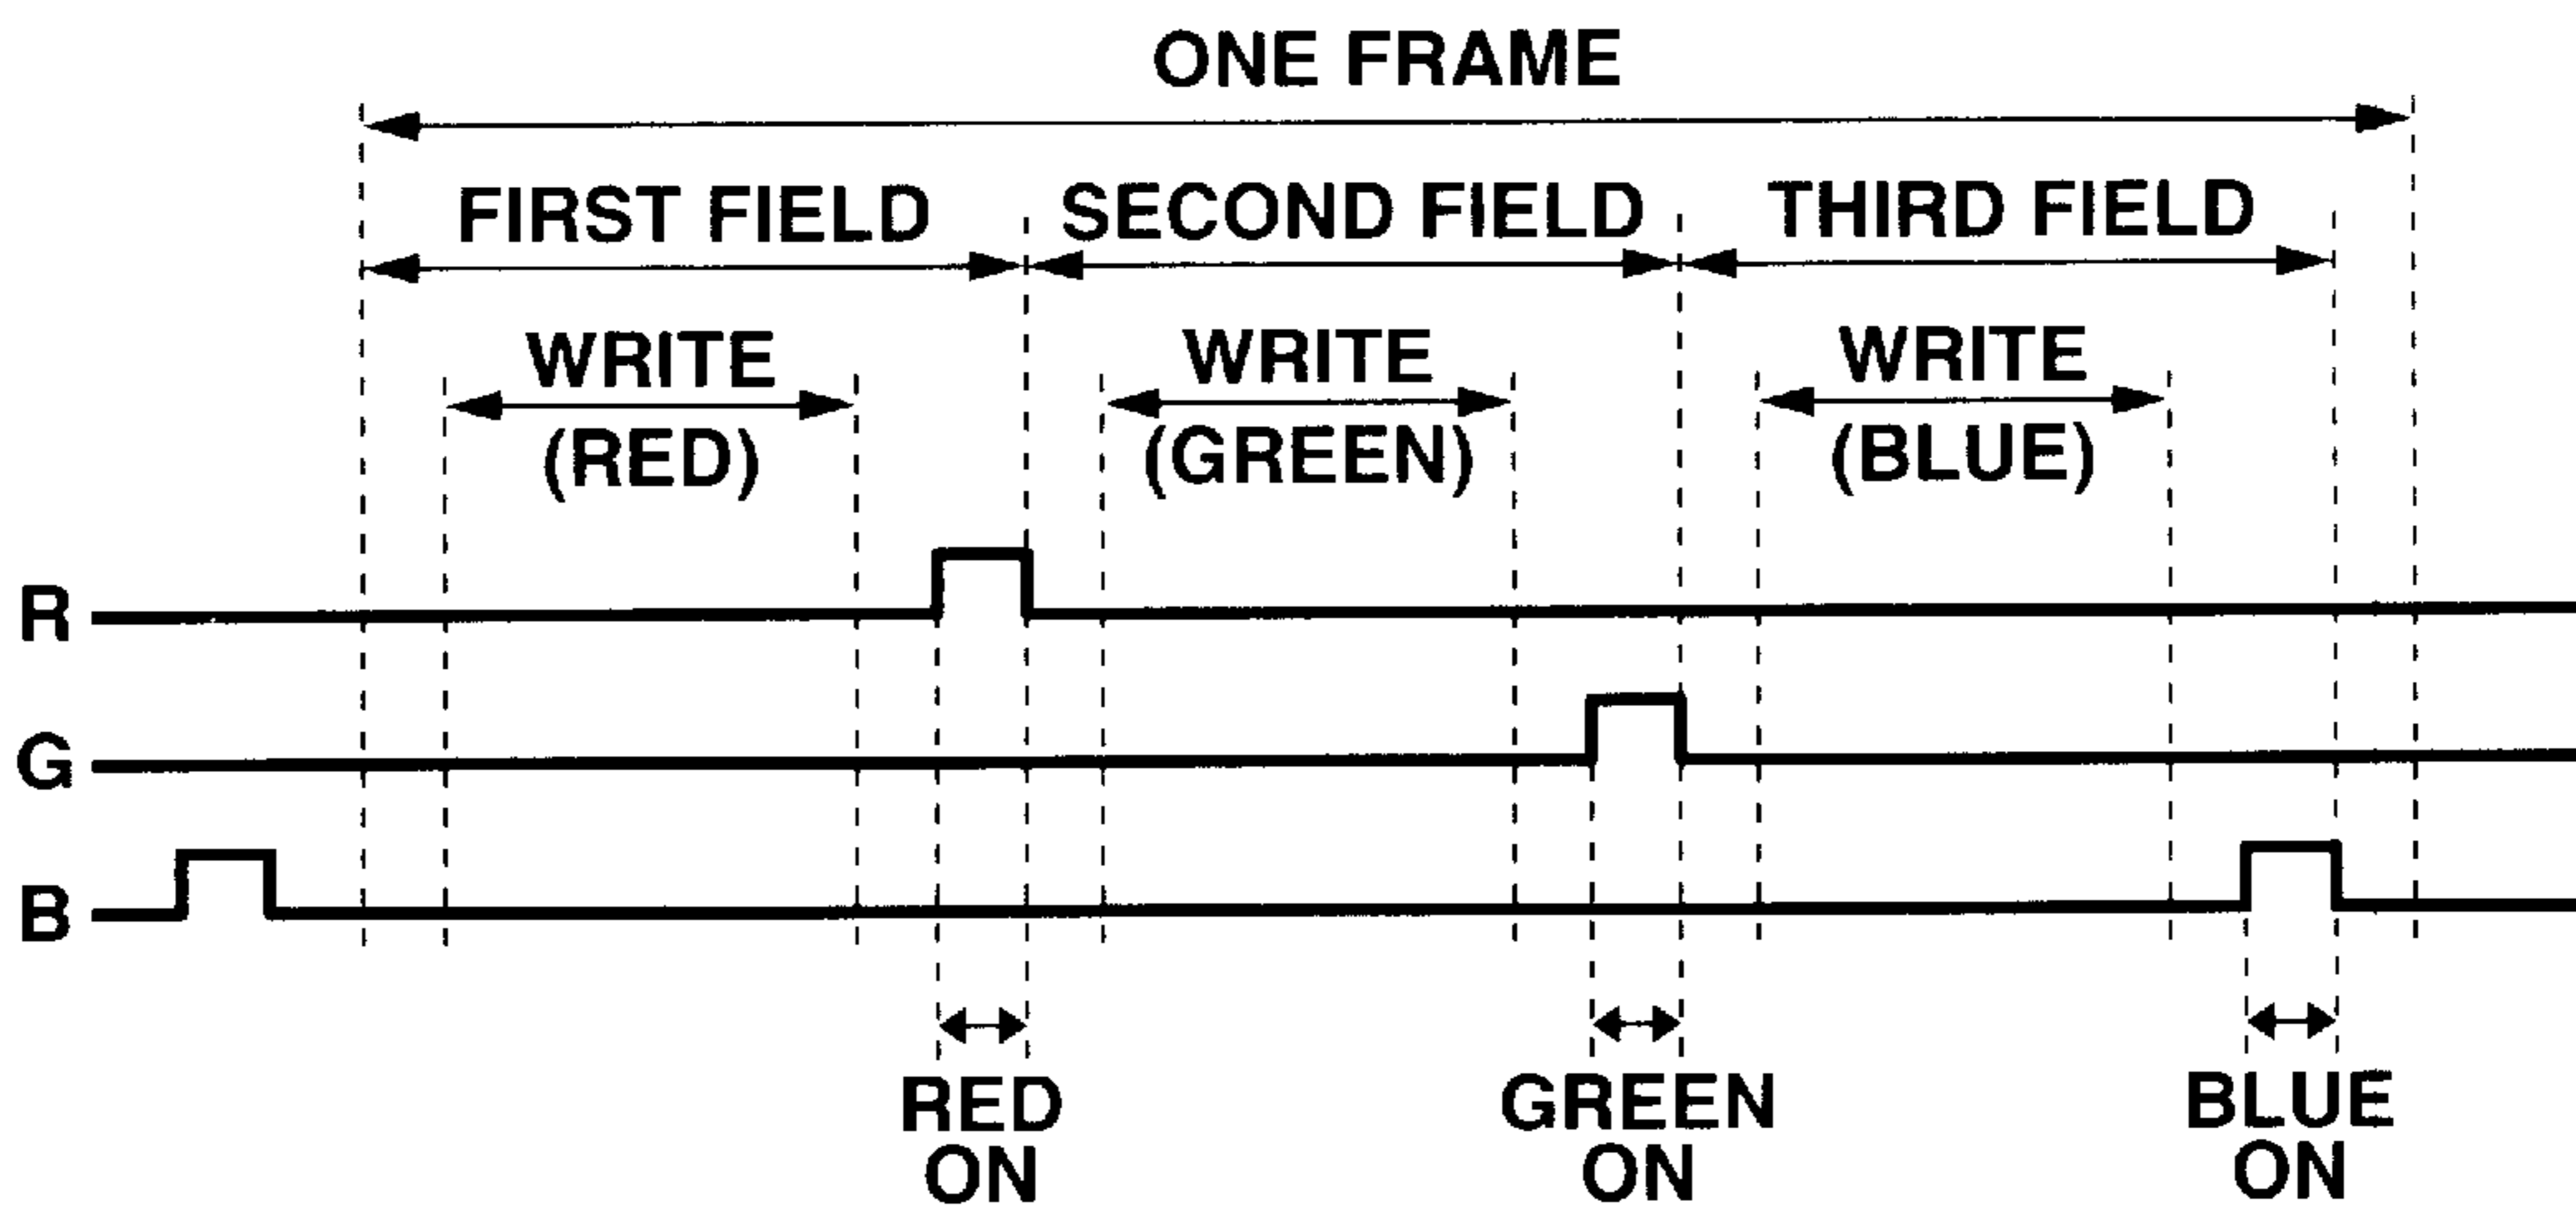 ONE FRAME
FIRST FIELD SECOND FIELD THIRD FIELD
WRITE WRITE WRITE
(RED) (GREEN) (BLUE)
R
G
B
RED GREEN BLUE
ON ON ON